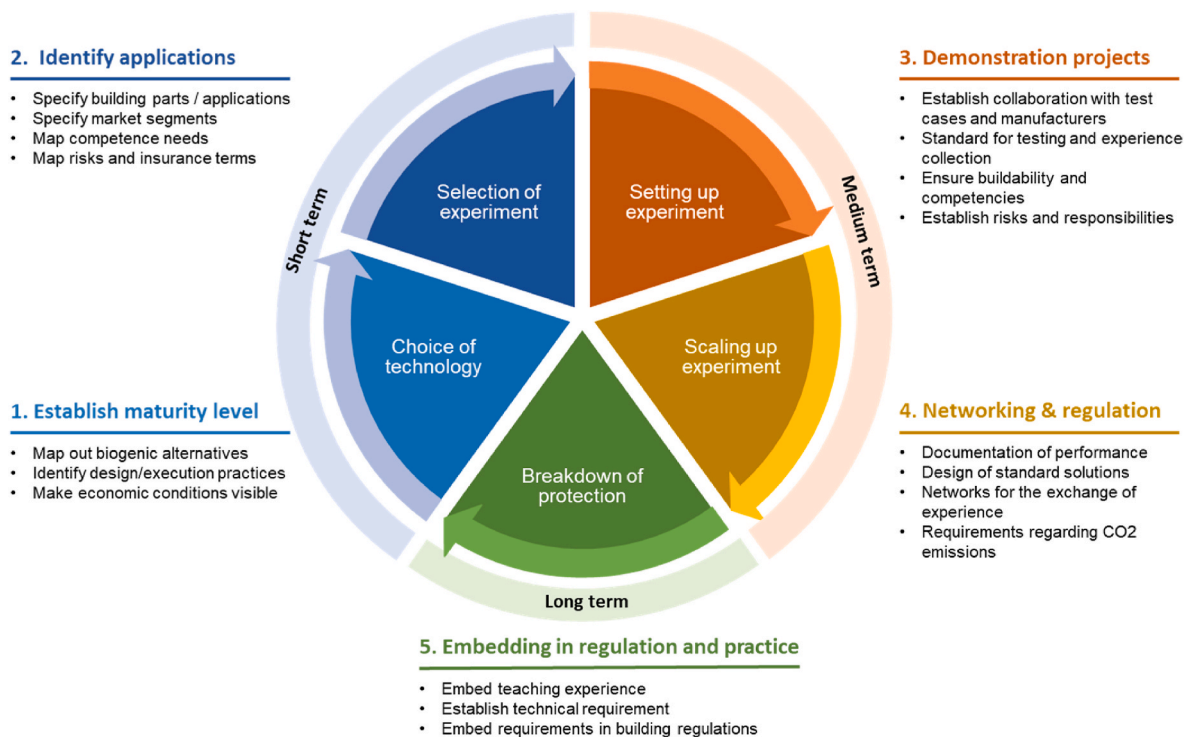 2. Identify applications
• Specify building parts / applications
• Specify market segments
• Map competence needs
• Map risks and insurance terms
3. Demonstration projects
• Establish collaboration with test
cases and manufacturers
• Standard for testing and experience
collection
• Ensure buildability and
competencies
• Establish risks and responsibilities
Short term
Medium term
Selection of
experiment
Setting up
experiment
Choice of
technology
Scaling up
experiment
Breakdown of
protection
Long term
1. Establish maturity level
• Map out biogenic alternatives
• Identify design/execution practices
• Make economic conditions visible
4. Networking & regulation
• Documentation of performance
• Design of standard solutions
• Networks for the exchange of
experience
• Requirements regarding CO2
emissions
5. Embedding in regulation and practice
• Embed teaching experience
• Establish technical requirement
• Embed requirements in building regulations